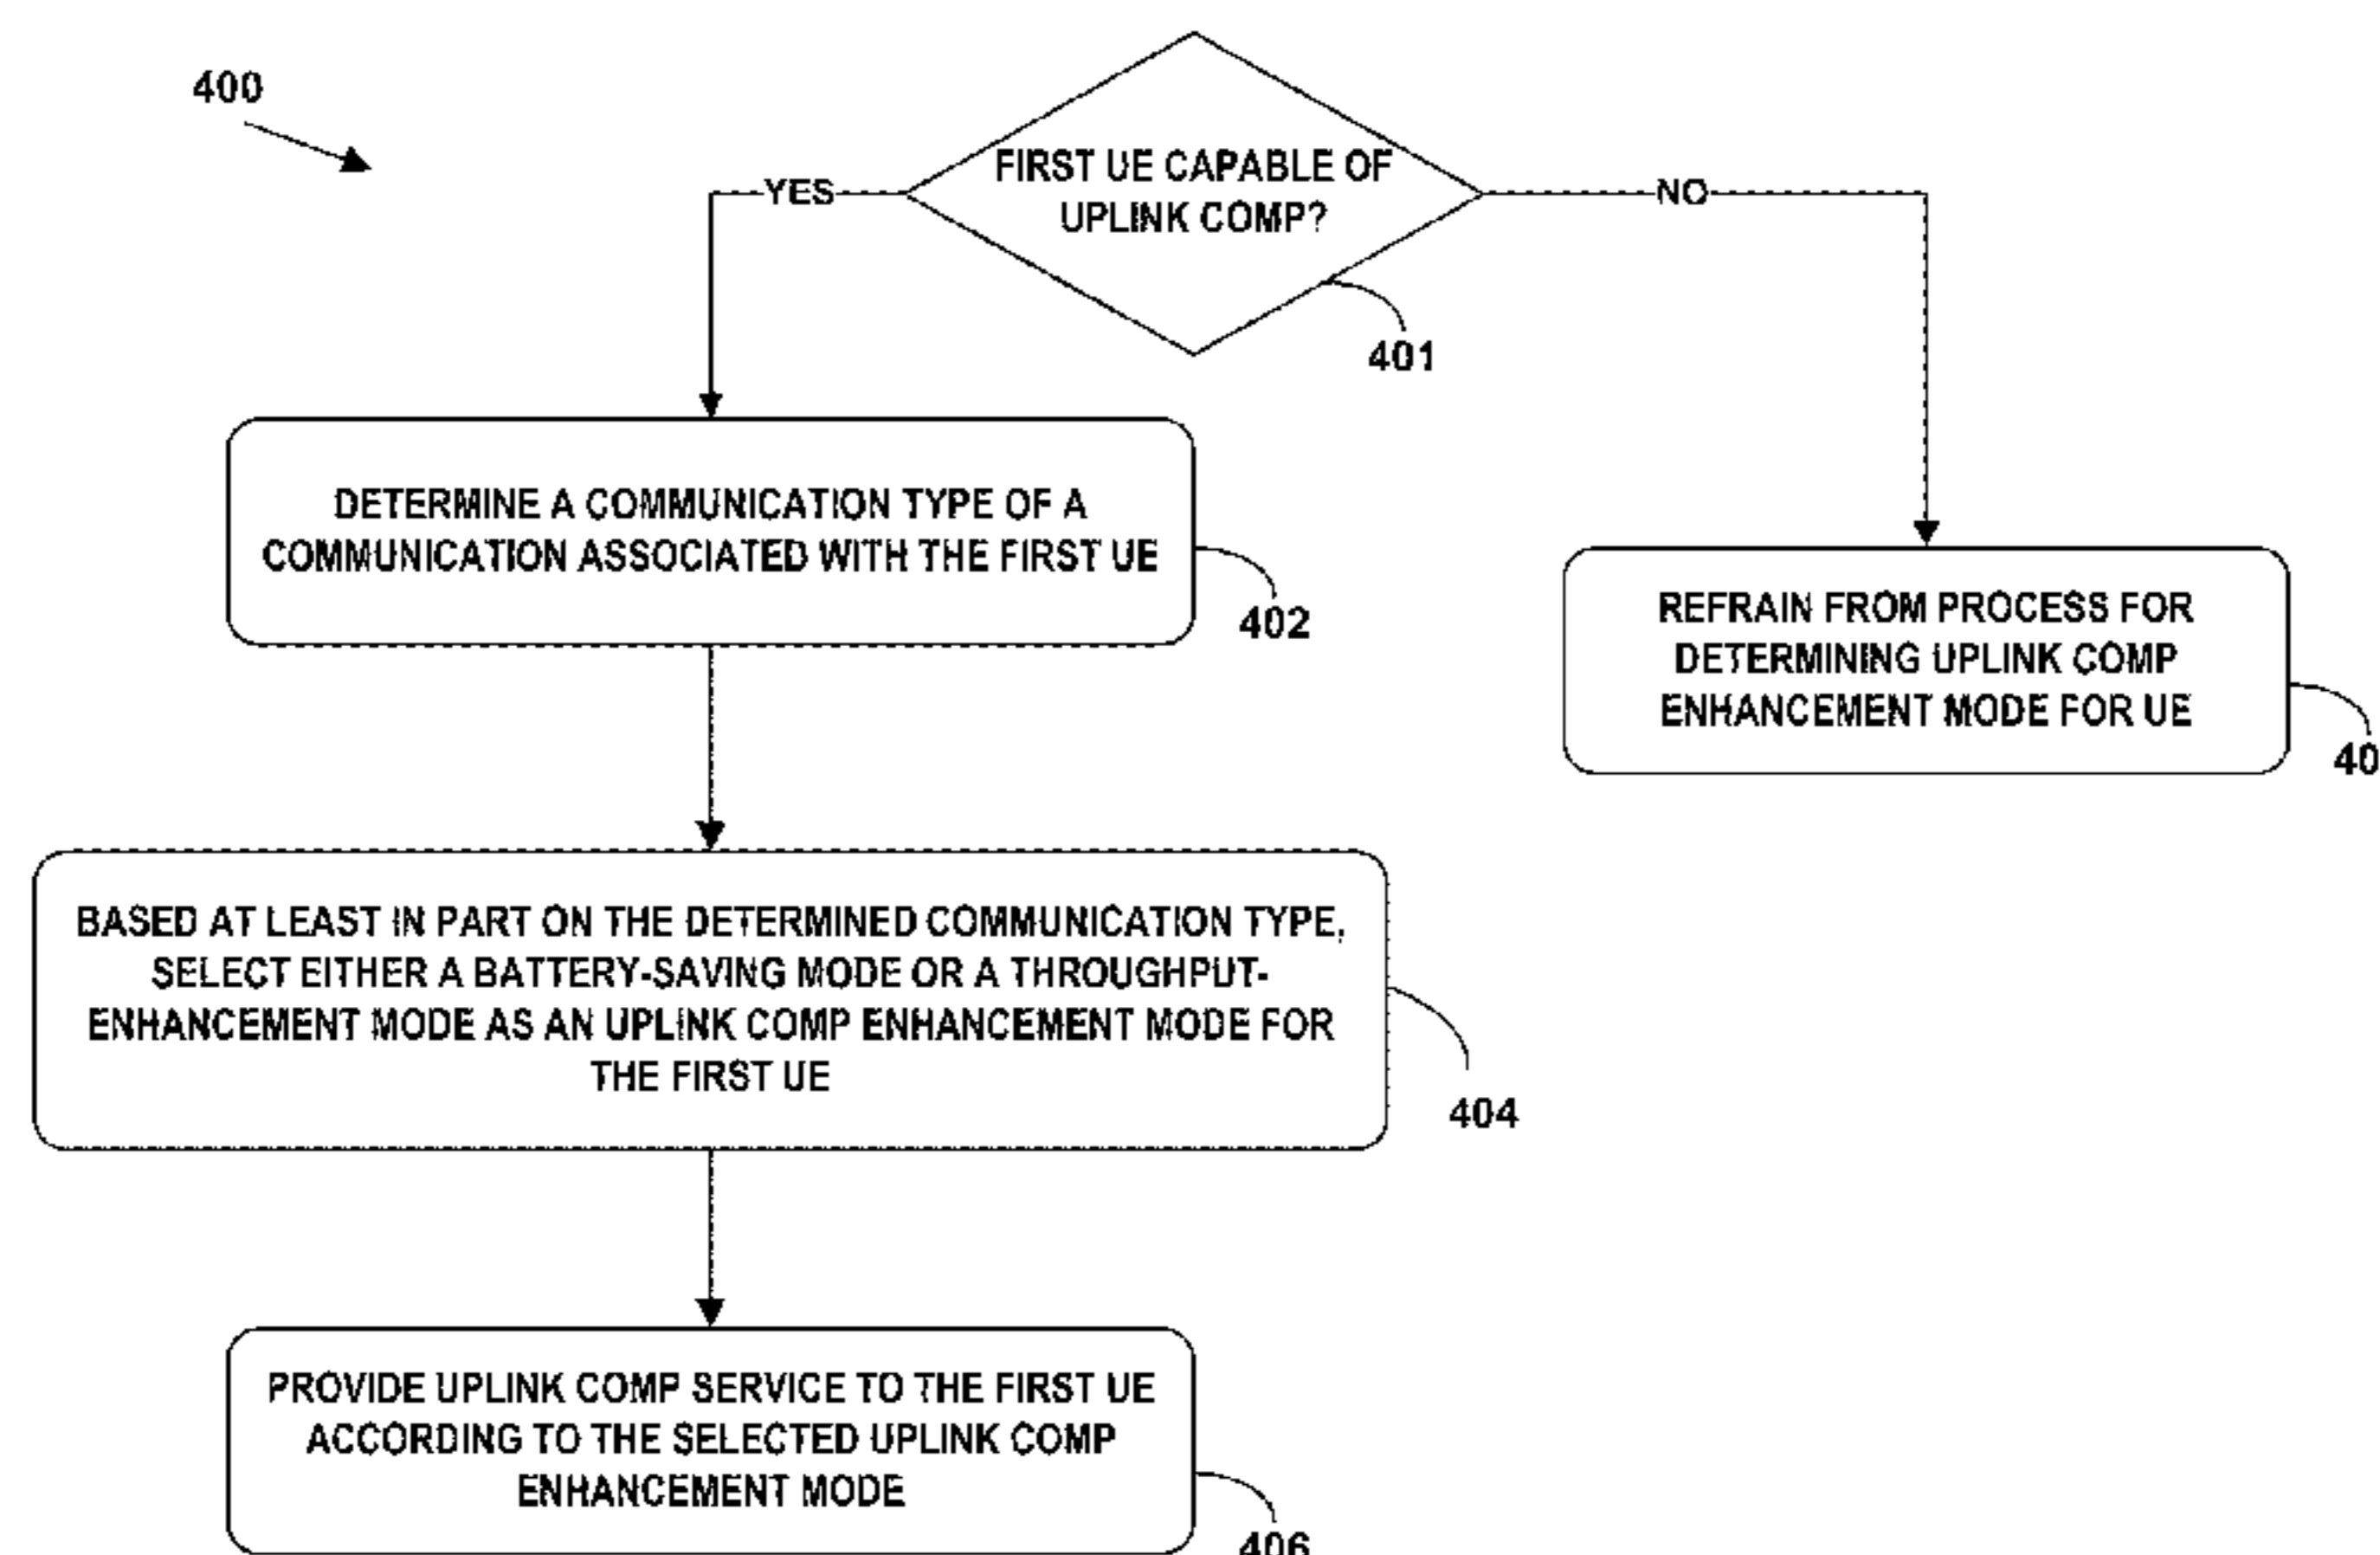 400
FIRST UE CAPABLE OF
UPLINK COMP?
YES
NO
401
DETERMINE A COMMUNICATION TYPE OF A
COMMUNICATION ASSOCIATED WITH THE FIRST UE
402
REFRAIN FROM PROCESS FOR
DETERMINING UPLINK COMP
ENHANCEMENT MODE FOR UE
40
BASED AT LEAST IN PART ON THE DETERMINED COMMUNICATION TYPE,
SELECT EITHER A BATTERY-SAVING MODE OR A THROUGHPUT-
ENHANCEMENT MODE AS AN UPLINK COMP ENHANCEMENT MODE FOR
THE FIRST UE
404
PROVIDE UPLINK COMP SERVICE TO THE FIRST UE
ACCORDING TO THE SELECTED UPLINK COMP
ENHANCEMENT MODE
406